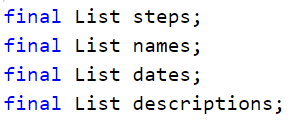 final List steps;
final List names;
final List dates;
final List descriptions;